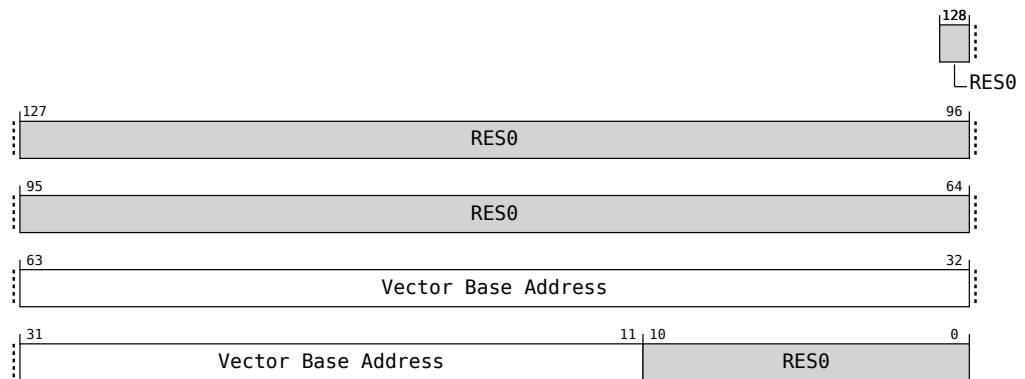 128
RES0
127 96
RES0
95 64
RES0
63 32
Vector Base Address
31 11 10 0
Vector Base Address RES0